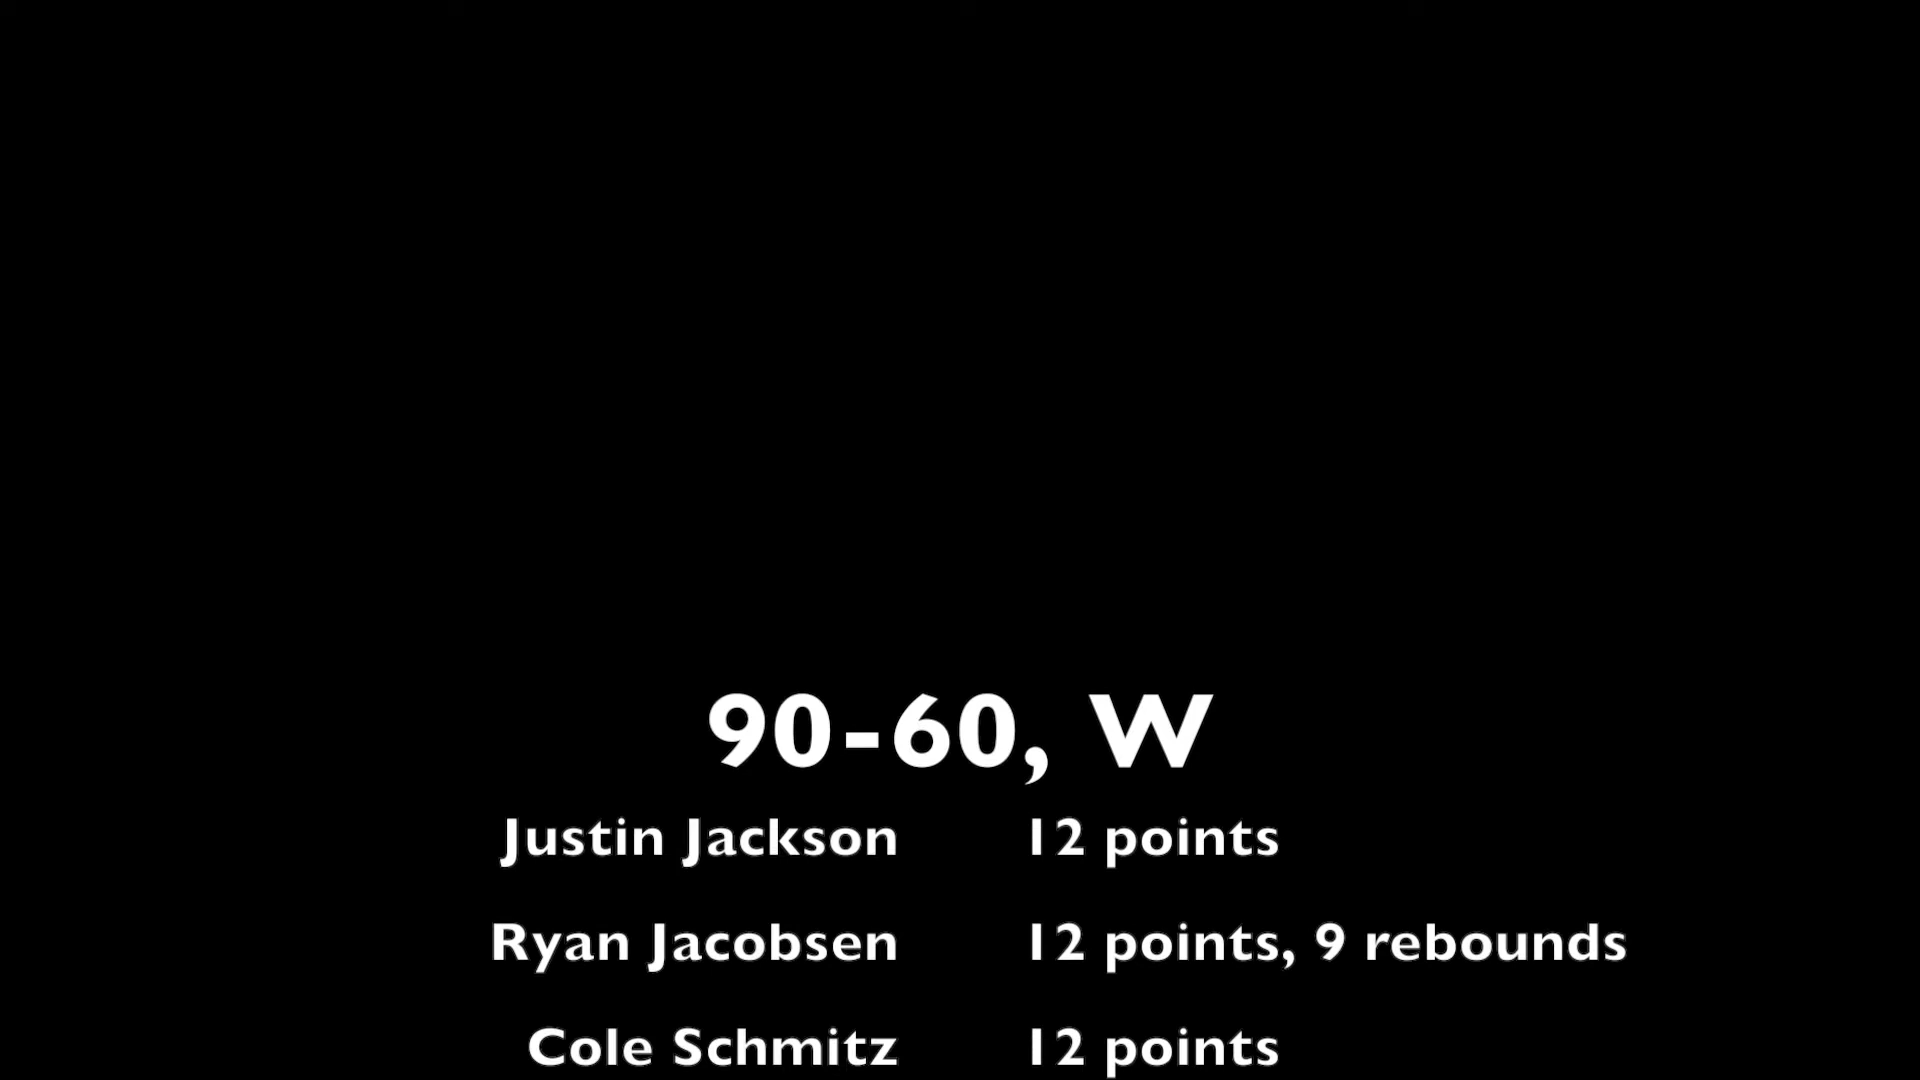 90-60, W
Justin Jackson 12 points
Ryan Jacobsen 12 points, 9 rebounds
Cole Schmitz 12 points